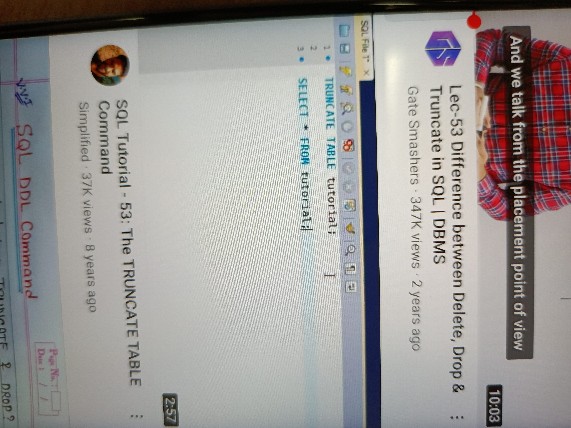 And we talk from the placement point of view
10:03
Lec-53 Difference between Delete, Drop &
Truncate in SQL | DBMS
Gate Smashers · 347K views · 2 years ago
SQL File 1* ×
1 TRUNCATE TABLE tutorial;
2
3 SELECT * FROM tutorial;
2:57
SQL Tutorial - 53: The TRUNCATE TABLE
Command
Simplified · 37K views · 8 years ago
Page No.
Date: / /
SQL DDL Command
TRUNCATE & DROP?